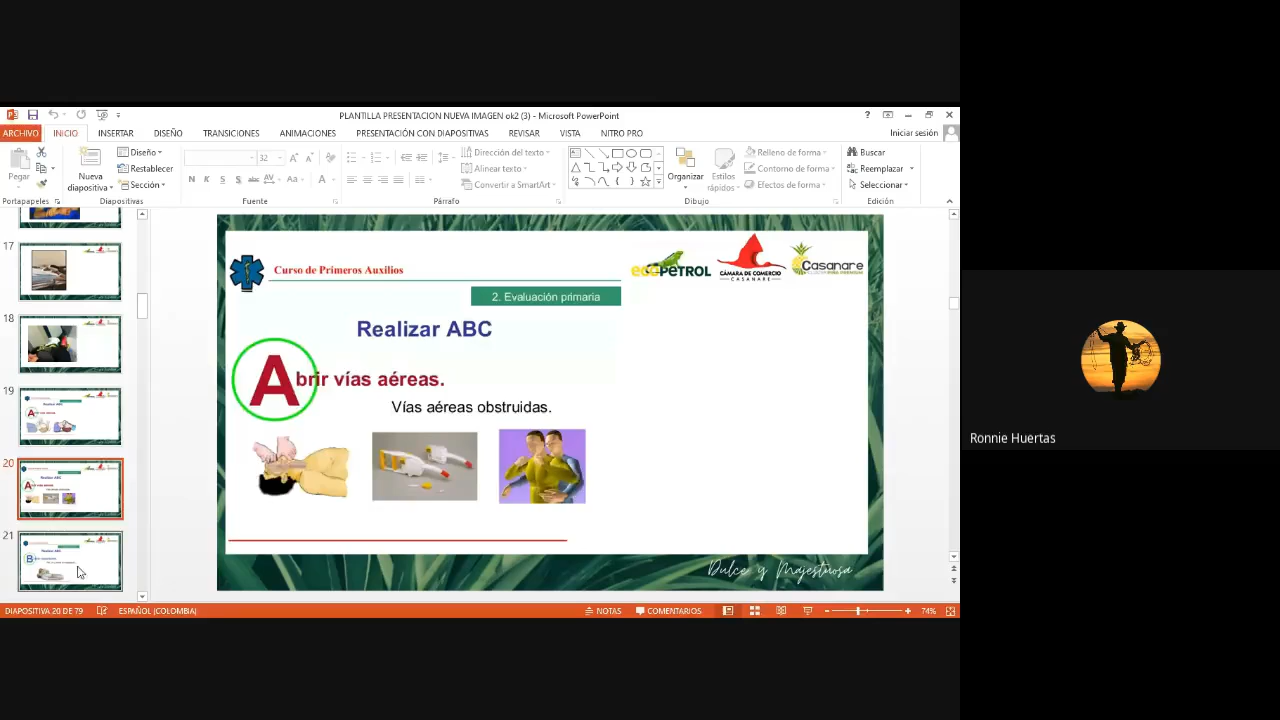 PLANTILLA PRESENTACION NUEVA IMAGEN ok2 (3) - Microsoft PowerPoint
ARCHIVO INICIO INSERTAR DISEÑO TRANSICIONES ANIMACIONES PRESENTACIÓN CON DIAPOSITIVAS REVISAR VISTA NITRO PRO Iniciar sesión
Pegar
Nueva diapositiva
Diseño
Restablecer
Sección
32
Dirección del texto
Alinear texto
Convertir a SmartArt
Organizar
Estilos rápidos
Relleno de forma
Contorno de forma
Efectos de forma
Buscar
Reemplazar
Seleccionar
Portapapeles Diapositivas Fuente Párrafo Dibujo Edición
17
18
19
20
21
Curso de Primeros Auxilios
ecoPETROL
CÁMARA DE COMERCIO
CASANARE
Casanare
2. Evaluación primaria
Realizar ABC
Abrir vías aéreas.
Vías aéreas obstruidas.
Dulce y Majestuosa
DIAPOSITIVA 20 DE 79 ESPAÑOL (COLOMBIA) NOTAS COMENTARIOS 74%
Ronnie Huertas